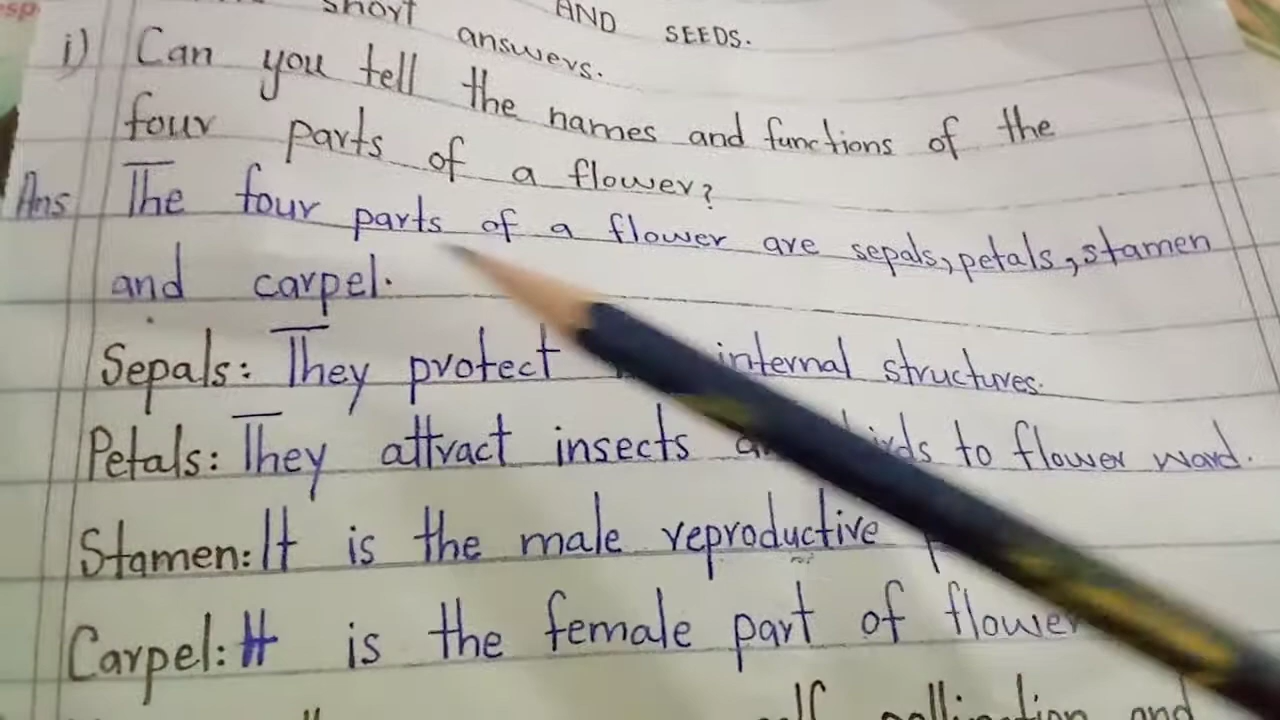 short answers.
AND SEEDS.
i) Can you tell the names and functions of the
four parts of a flower?
Ans The four parts of a flower are sepals, petals, stamen
and carpel.
Sepals: They protect internal structures.
Petals: They attract insects to flower ward.
Stamen: It is the male reproductive
Carpel: It is the female part of flower
pollination and